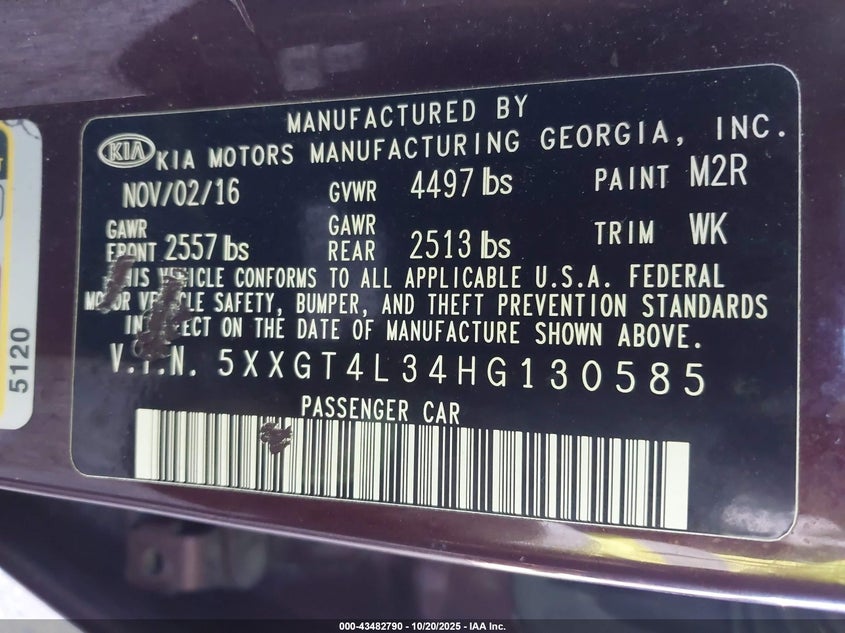 MANUFACTURED BY
KIA KIA MOTORS MANUFACTURING GEORGIA, INC.
NOV/02/16 GVWR 4497 lbs PAINT M2R
GAWR FRONT 2557 lbs GAWR REAR 2513 lbs TRIM WK
THIS VEHICLE CONFORMS TO ALL APPLICABLE U.S.A. FEDERAL
MOTOR VEHICLE SAFETY, BUMPER, AND THEFT PREVENTION STANDARDS
IN EFFECT ON THE DATE OF MANUFACTURE SHOWN ABOVE.
V.I.N. 5XXGT4L34HG130585
PASSENGER CAR
5120
000-43482790 - 10/20/2025 - IAA Inc.